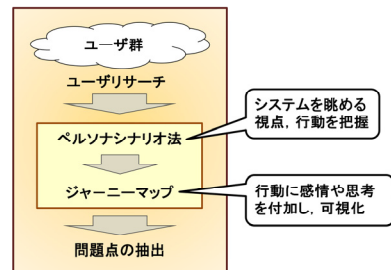 ユーザ群
ユーザリサーチ
ペルソナシナリオ法
システムを眺める
視点，行動を把握
ジャーニーマップ
行動に感情や思考
を付加し，可視化
問題点の抽出